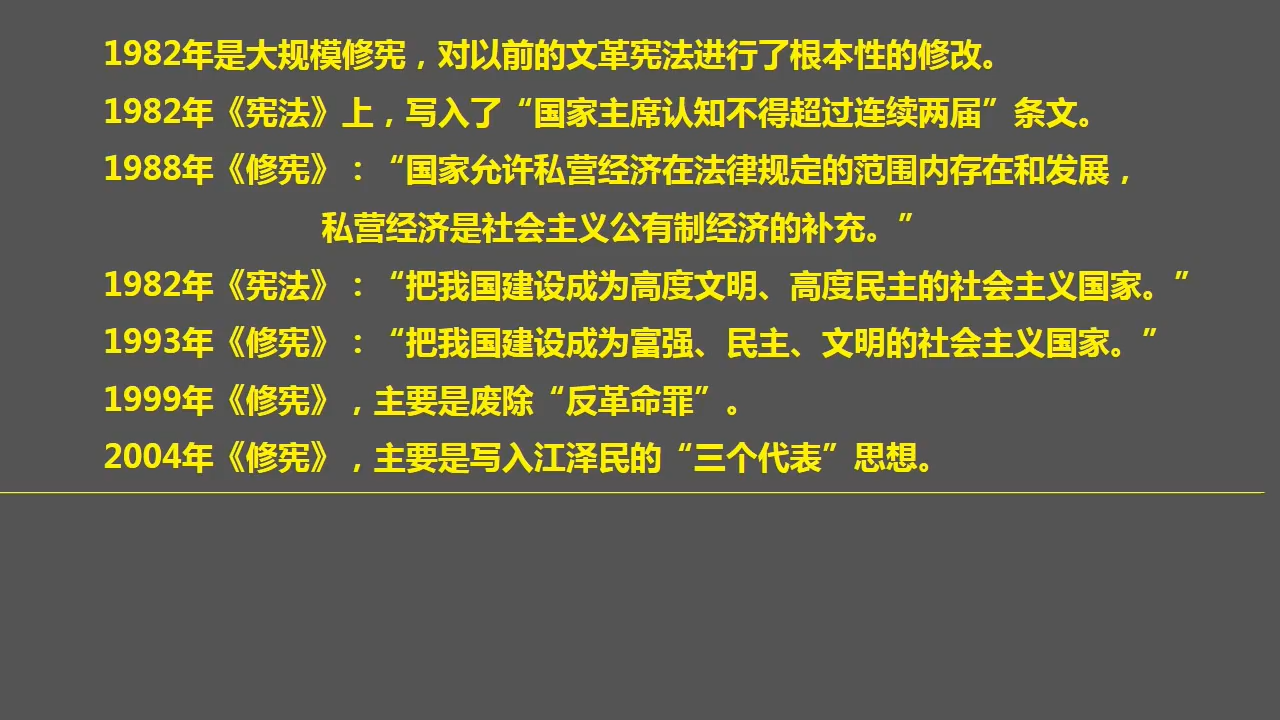 1982年是大规模修宪，对以前的文革宪法进行了根本性的修改。
1982年《宪法》上，写入了“国家主席认知不得超过连续两届”条文。
1988年《修宪》：“国家允许私营经济在法律规定的范围内存在和发展，
私营经济是社会主义公有制经济的补充。”
1982年《宪法》：“把我国建设成为高度文明、高度民主的社会主义国家。”
1993年《修宪》：“把我国建设成为富强、民主、文明的社会主义国家。”
1999年《修宪》，主要是废除“反革命罪”。
2004年《修宪》，主要是写入江泽民的“三个代表”思想。